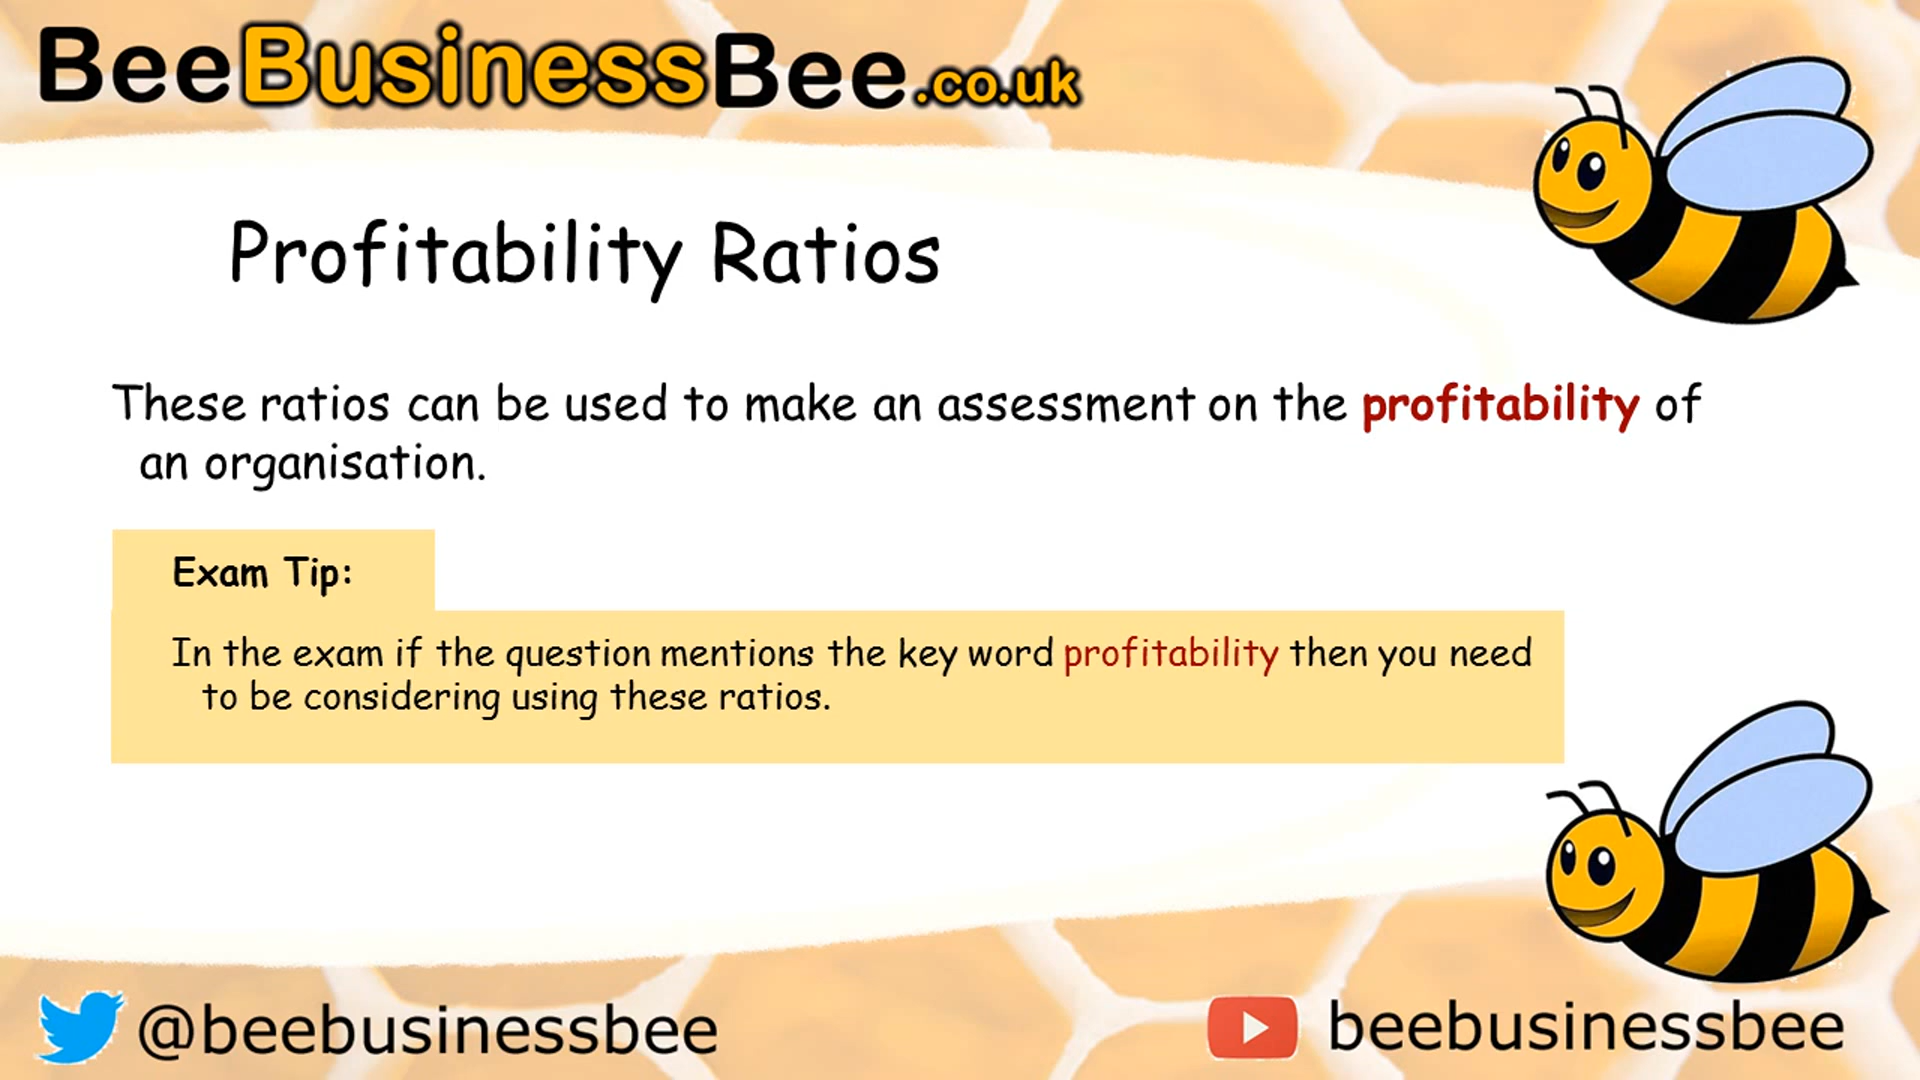 BeeBusinessBee.co.uk
Profitability Ratios
These ratios can be used to make an assessment on the profitability of
an organisation.
Exam Tip:
In the exam if the question mentions the key word profitability then you need
to be considering using these ratios.
@beebusinessbee
beebusinessbee